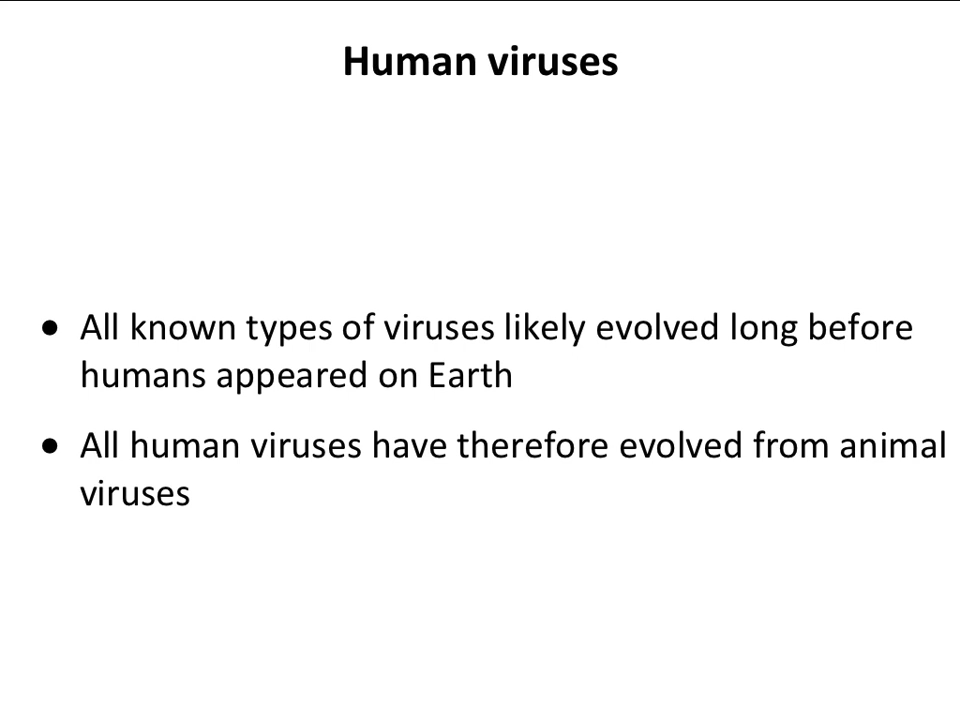 Human viruses
• All known types of viruses likely evolved long before
humans appeared on Earth
• All human viruses have therefore evolved from animal
viruses